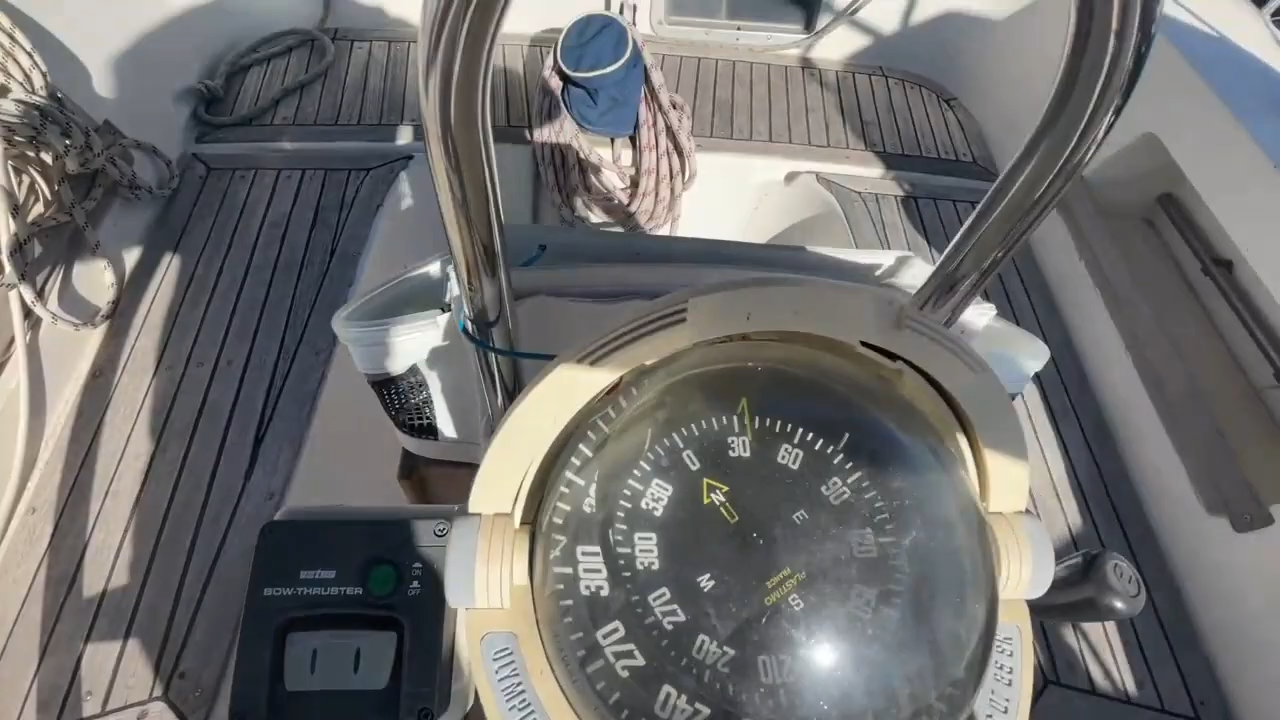 30
0
60
N
330
90
E
300
300
120
W
PLASTIMO
FRANCE
S
270
270
240
240
210
vetus
BOW-THRUSTER
ON
OFF